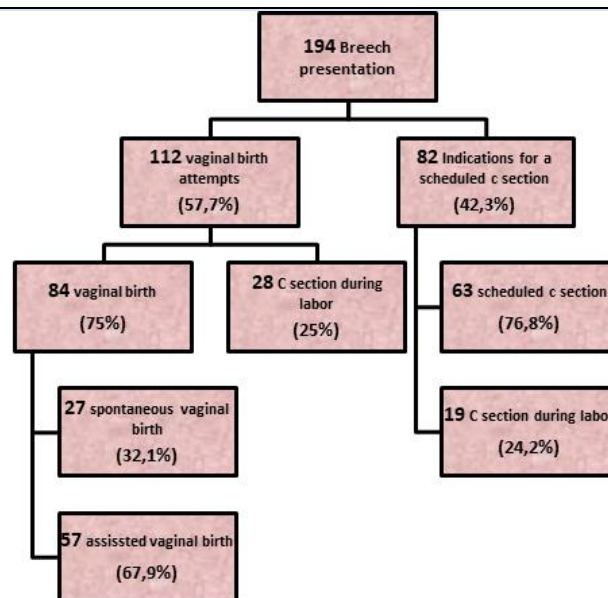 194 Breech
presentation
112 vaginal birth
attempts
(57,7%)
82 Indications for a
scheduled c section
(42,3%)
84 vaginal birth
(75%)
28 C section during
labor
(25%)
63 scheduled c section
(76,8%)
27 spontaneous vaginal
birth
(32,1%)
19 C section during labo
(24,2%)
57 assissted vaginal birth
(67,9%)